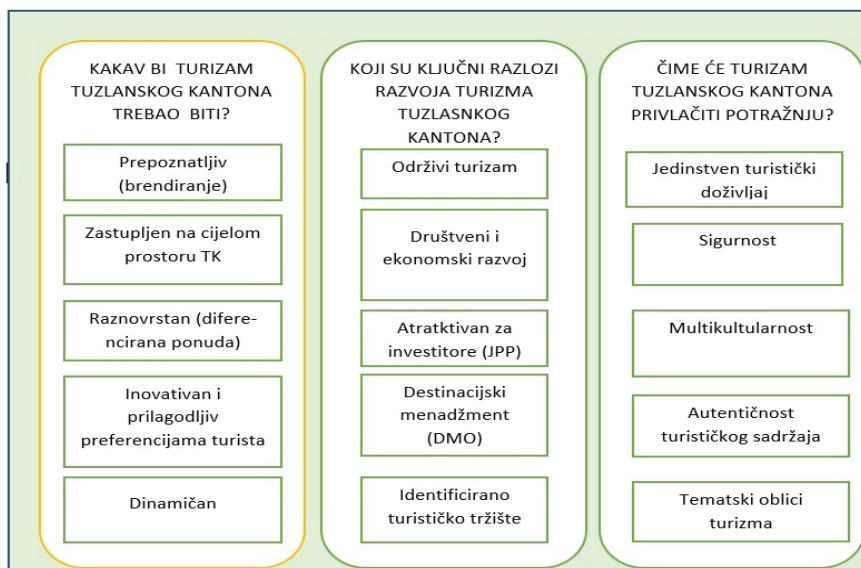 KAKAV BI TURIZAM
TUZLANSKOG KANTONA
TREBAO BITI?
Prepoznatljiv
(brendiranje)
Zastupljen na cijelom
prostoru TK
Raznovrstan (difere-
ncirana ponuda)
Inovativan i
prilagodljiv
preferencijama turista
Dinamičan
KOJI SU KLJUČNI RAZLOZI
RAZVOJA TURIZMA
TUZLASNKOG
KANTONA?
Održivi turizam
Društveni i
ekonomski razvoj
Atratktivan za
investitore (JPP)
Destinacijski
menadžment
(DMO)
Identificirano
turističko tržište
ČIME ĆE TURIZAM
TUZLANSKOG KANTONA
PRIVLAČITI POTRAŽNJU?
Jedinstven turistički
doživljaj
Sigurnost
Multikultularnost
Autentičnost
turističkog sadržaja
Tematski oblici
turizma